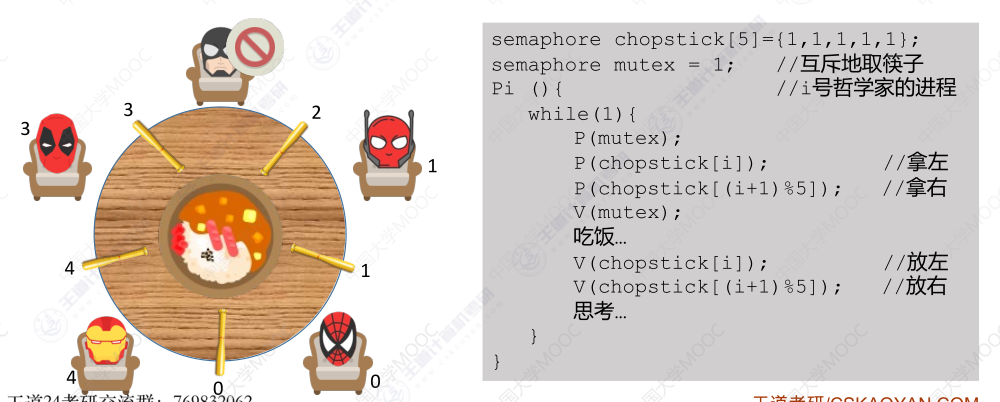 3
2
3
1
4
1
4
0
0
semaphore chopstick[5]={1,1,1,1,1};
semaphore mutex = 1; //互斥地取筷子
Pi (){ //i号哲学家的进程
while(1){
P(mutex);
P(chopstick[i]); //拿左
P(chopstick[(i+1)%5]); //拿右
V(mutex);
吃饭…
V(chopstick[i]); //放左
V(chopstick[(i+1)%5]); //放右
思考…
}
}
王道24考研交流群：769832062
王道考研/CSKAOYAN.COM